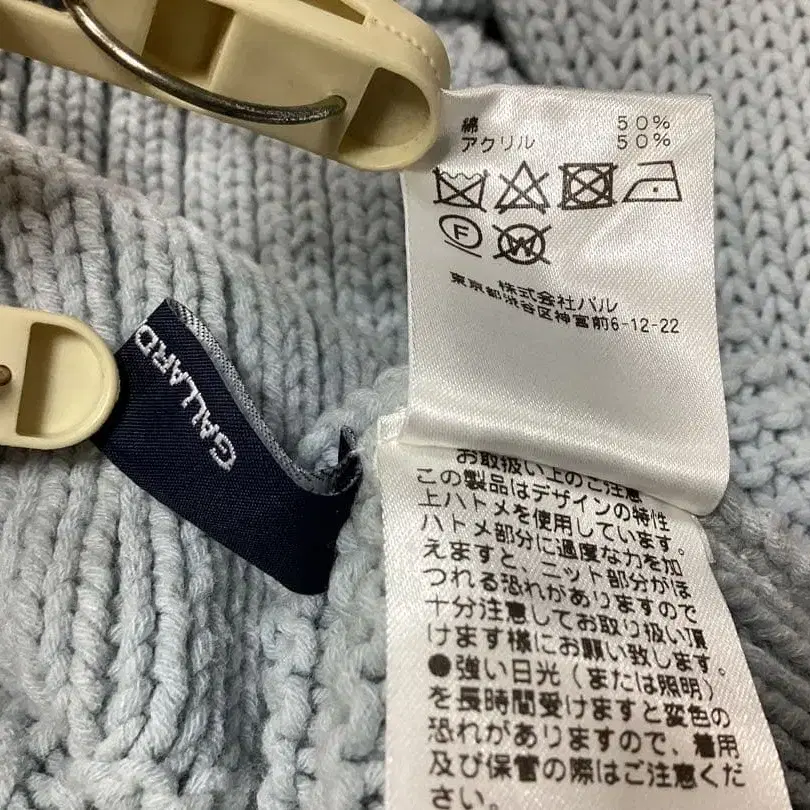 綿 50%
アクリル 50%
F
W
株式会社パル
東京都渋谷区神宮前6-12-22
GALLARD
お取扱い上のご注意
この製品はデザインの特性
上ハトメを使用しています。
ハトメ部分に過度な力を加
えますと、ニット部分がほ
つれる恐れがありますので
十分注意してお取り扱い頂
けます様にお願い致します。
●強い日光(または照明)
を長時間受けますと変色の
恐れがありますので、着用
及び保管の際はご注意くだ
さい。